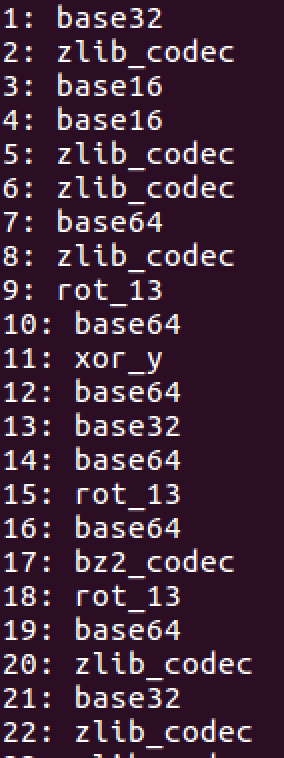 1: base32
2: zlib_codec
3: base16
4: base16
5: zlib_codec
6: zlib_codec
7: base64
8: zlib_codec
9: rot_13
10: base64
11: xor_y
12: base64
13: base32
14: base64
15: rot_13
16: base64
17: bz2_codec
18: rot_13
19: base64
20: zlib_codec
21: base32
22: zlib_codec